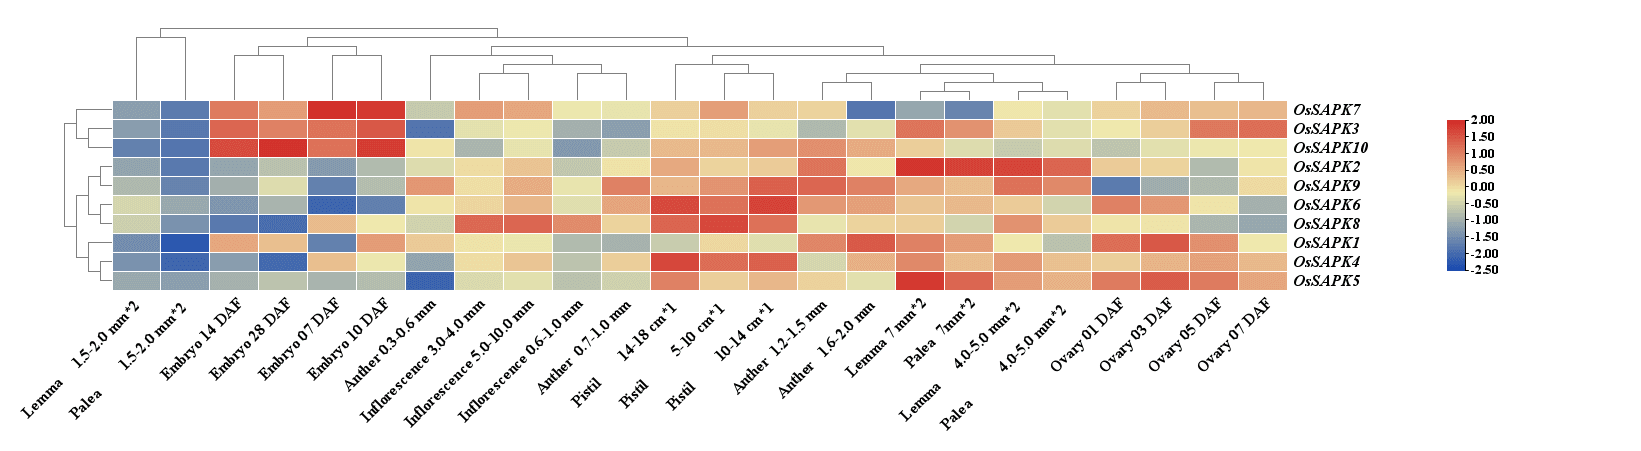 OsSAPK7
OsSAPK3
OsSAPK10
OsSAPK2
OsSAPK9
OsSAPK6
OsSAPK8
OsSAPK1
OsSAPK4
OsSAPK5
2.00
1.50
1.00
0.50
0.00
-0.50
-1.00
-1.50
-2.00
-2.50
Lemma 1.5-2.0 mm*2
Palea 1.5-2.0 mm*2
Embryo 14 DAF
Embryo 28 DAF
Embryo 07 DAF
Embryo 10 DAF
Anther 0.3-0.6 mm
Inflorescence 3.0-4.0 mm
Inflorescence 5.0-10.0 mm
Inflorescence 0.6-1.0 mm
Anther 0.7-1.0 mm
Pistil 14-18 cm*1
Pistil 5-10 cm*1
Pistil 10-14 cm*1
Anther 1.2-1.5 mm
Anther 1.6-2.0 mm
Lemma 7 mm*2
Palea 7mm*2
Lemma 4.0-5.0 mm*2
Palea 4.0-5.0 mm*2
Ovary 01 DAF
Ovary 03 DAF
Ovary 05 DAF
Ovary 07 DAF